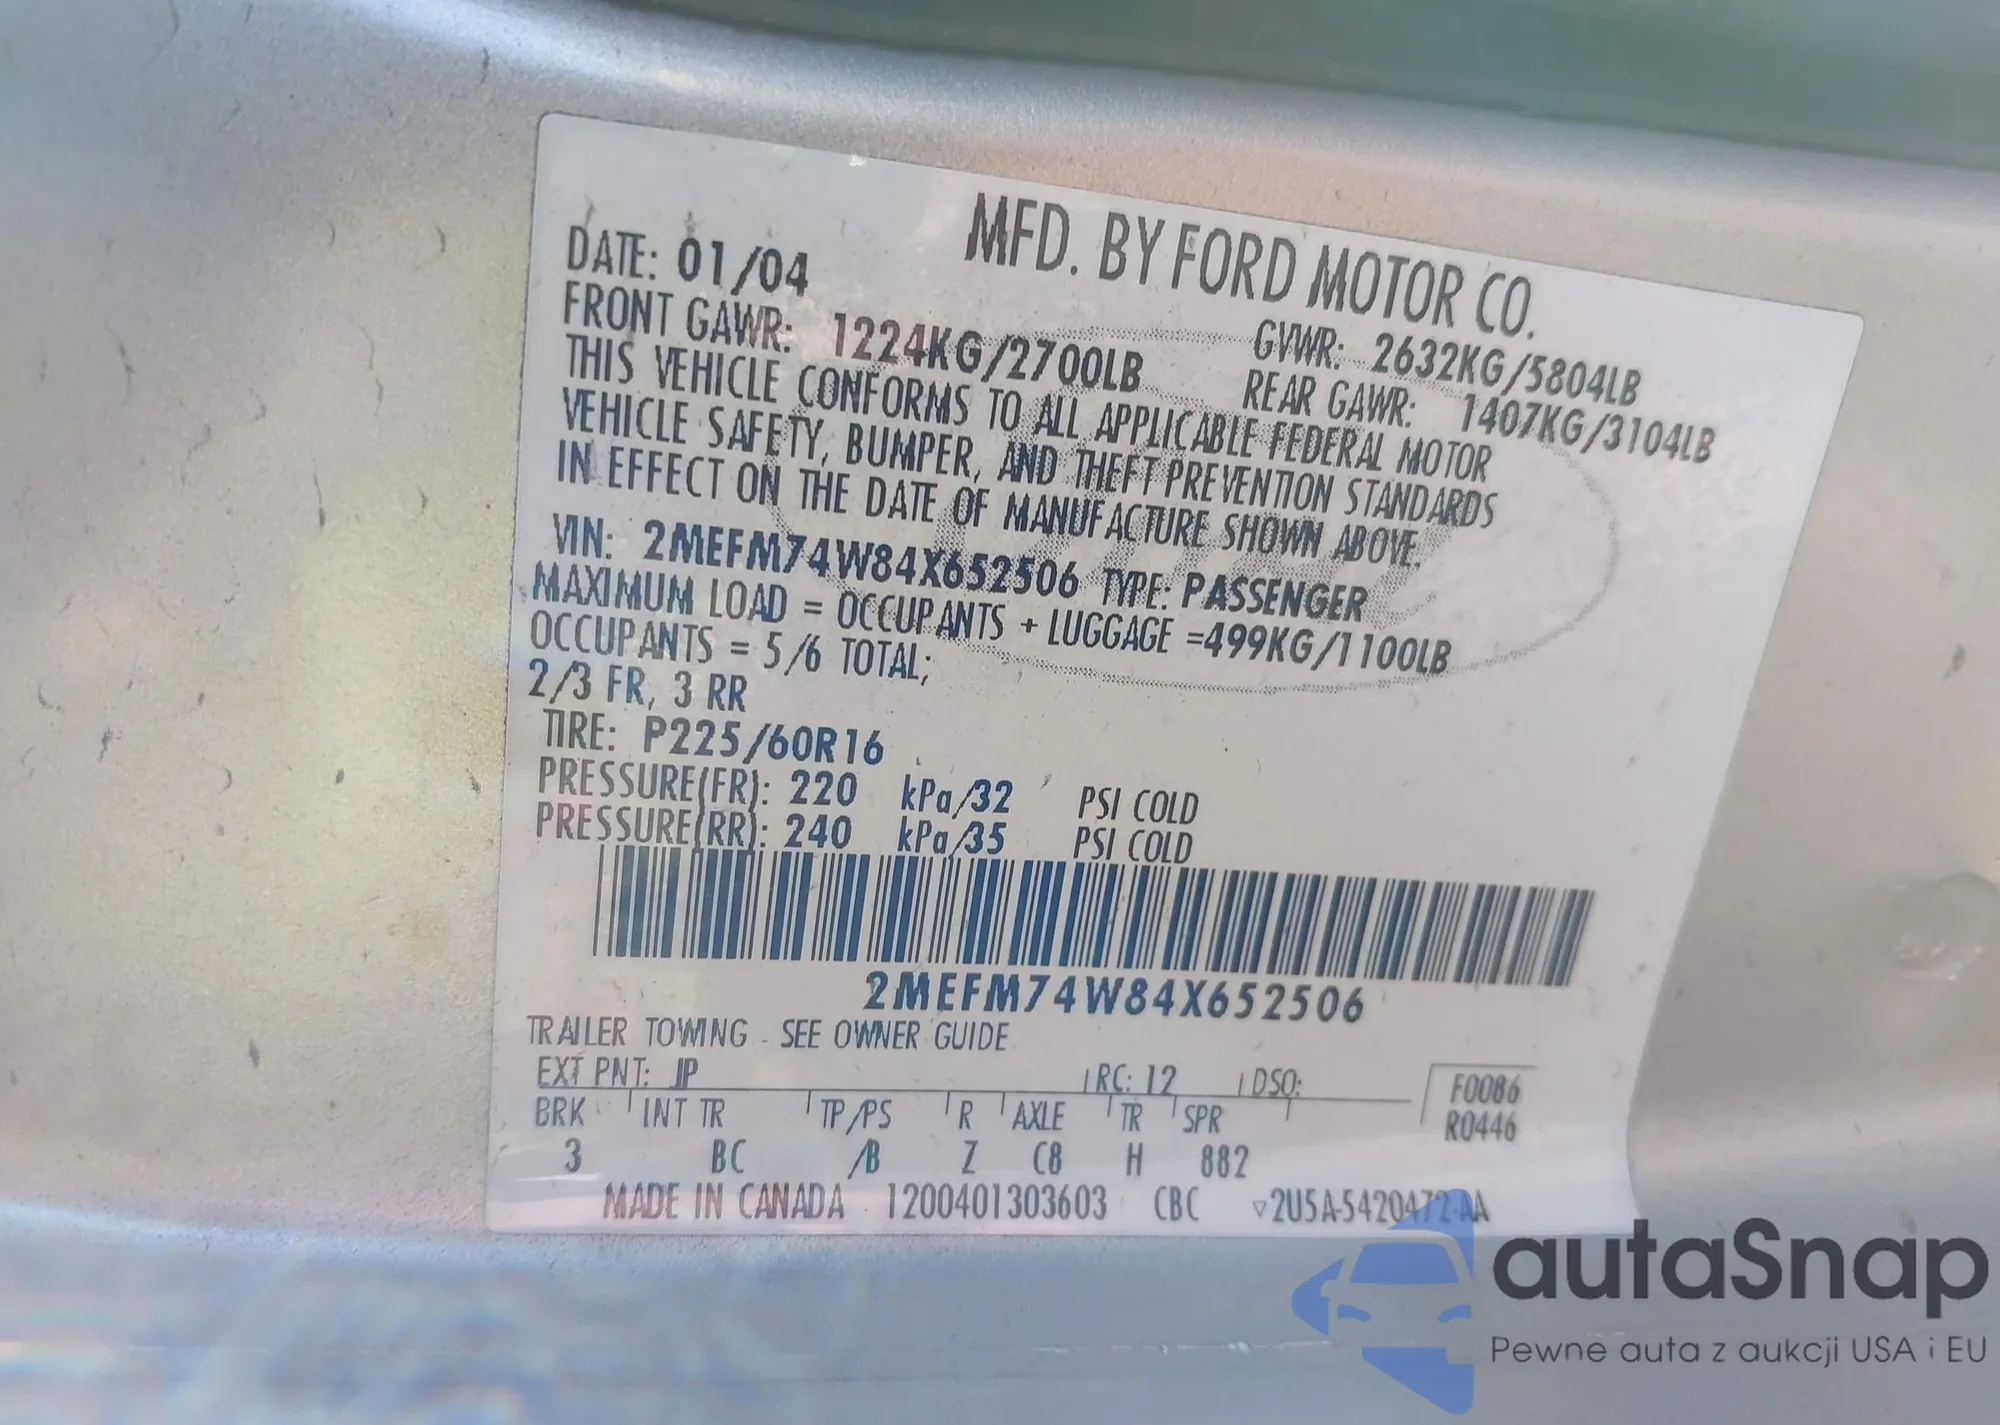 MFD. BY FORD MOTOR CO.
DATE: 01/04
GVWR: 2632KG/5804LB
FRONT GAWR: 1224KG/2700LB
REAR GAWR: 1407KG/3104LB
THIS VEHICLE CONFORMS TO ALL APPLICABLE FEDERAL MOTOR
VEHICLE SAFETY, BUMPER, AND THEFT PREVENTION STANDARDS
IN EFFECT ON THE DATE OF MANUFACTURE SHOWN ABOVE.
VIN: 2MEFM74W84X652506 TYPE: PASSENGER
MAXIMUM LOAD = OCCUPANTS + LUGGAGE =499KG/1100LB
OCCUPANTS = 5/6 TOTAL;
2/3 FR, 3 RR
TIRE: P225/60R16
PRESSURE(FR): 220 kPa/32 PSI COLD
PRESSURE(RR): 240 kPa/35 PSI COLD
2MEFM74W84X652506
TRAILER TOWING - SEE OWNER GUIDE
EXT PNT: JP RC: 12 DSO: F0086
BRK INT TR TP/PS R AXLE TR SPR R0446
3 BC /B Z C8 H 882
MADE IN CANADA 1200401303603 CBC ▽2U5A-5420472-AA
autaSnap
Pewne auta z aukcji USA i EU